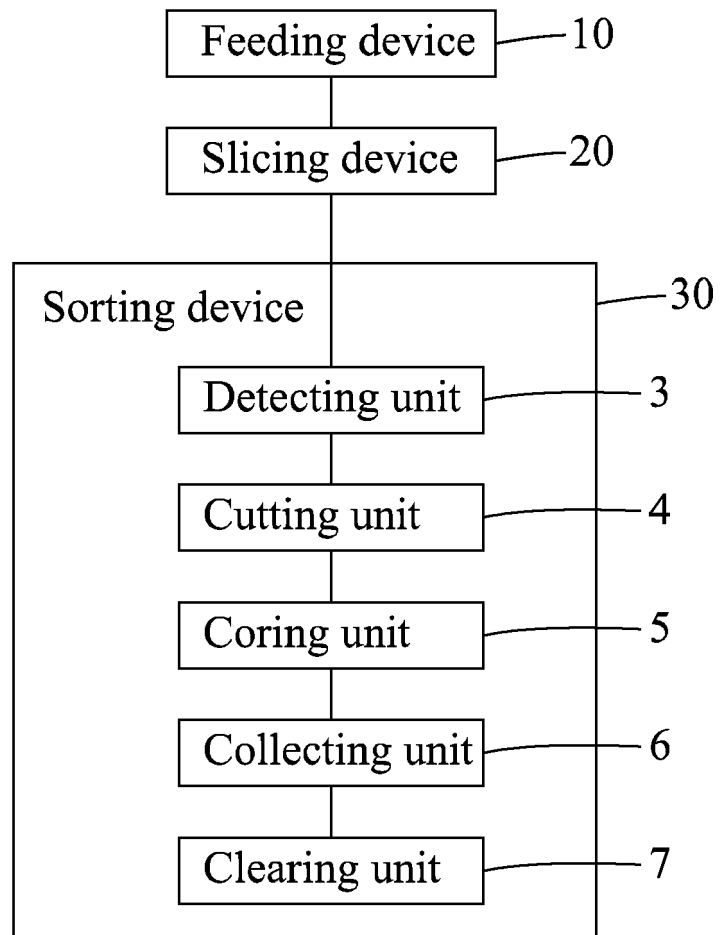 Feeding device 10
Slicing device 20
Sorting device 30
Detecting unit 3
Cutting unit 4
Coring unit 5
Collecting unit 6
Clearing unit 7